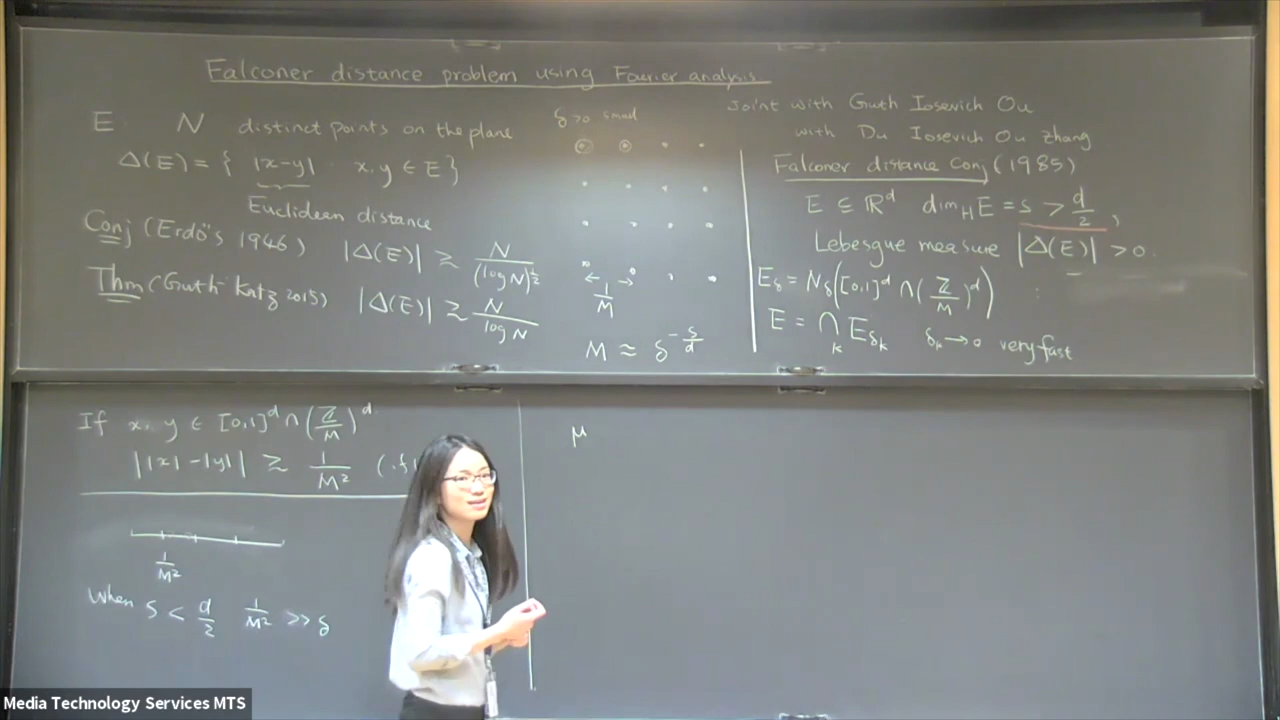 Falconer distance problem using Fourier analysis
E. N distinct points on the plane
Δ(E) = { |x-y| x, y ∈ E }
Euclidean distance
Conj (Erdő's 1946) |Δ(E)| ≳ N/(log N)^½
Thm (Guth Katz 2015) |Δ(E)| ≳ N/log N
δ>0 small
1/M
M ≈ δ^{-s/d}
Joint with Guth Iosevich Ou
with Du Iosevich Ou Zhang
Falconer distance Conj (1985)
E ⊆ ℝ^d dim_H E = s > d/2,
Lebesgue measure |Δ(E)| > 0.
E_δ = N_δ([0,1]^d ∩ (ℤ/M)^d)
E = ∩_k E_{δ_k} δ_k → 0 very fast
If x, y ∈ [0,1]^d ∩ (ℤ/M)^d
||x| - |y|| ≳ 1/M²
1/M²
When s < d/2 1/M² >> δ
μ
Media Technology Services MTS